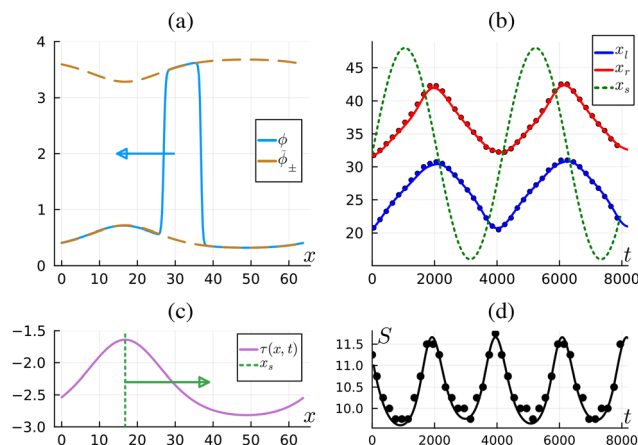 (a)
4
3
2
1
0
ϕ
ϕ̄±
0 10 20 30 40 50 60
x
(b)
45
40
35
30
25
20
x_l
x_r
x_s
0 2000 4000 6000 8000
t
(c)
−1.5
−2.0
−2.5
−3.0
τ(x, t)
x_s
0 10 20 30 40 50 60
x
(d)
S
11.5
11.0
10.5
10.0
0 2000 4000 6000 8000
t